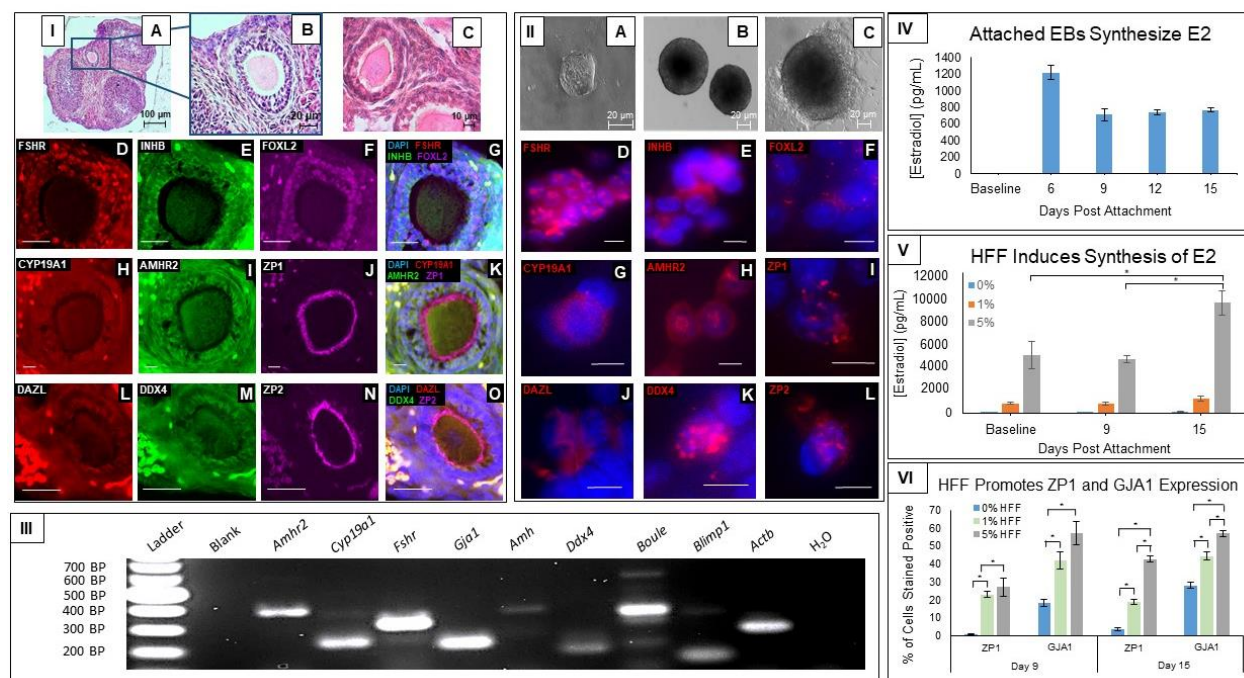 I
A
B
C
100 µm
20 µm
10 µm
FSHR
D
INHB
E
FOXL2
F
DAPI FSHR
INHB FOXL2
G
CYP19A1
H
AMHR2
I
ZP1
J
DAPI CYP19A1
AMHR2 ZP1
K
DAZL
L
DDX4
M
ZP2
N
DAPI DAZL
DDX4 ZP2
O
II
A
B
C
20 µm
20 µm
20 µm
FSHR
D
INHB
E
FOXL2
F
CYP19A1
G
AMHR2
H
ZP1
I
DAZL
J
DDX4
K
ZP2
L
III
Ladder
Blank
Amhr2
Cyp19a1
Fshr
Gja1
Amh
Ddx4
Boule
Blimp1
Actb
H2O
700 BP
600 BP
500 BP
400 BP
300 BP
200 BP
IV
Attached EBs Synthesize E2
[Estradiol] (pg/mL)
1400
1200
1000
800
600
400
200
0
Baseline 6 9 12 15
Days Post Attachment
V
HFF Induces Synthesis of E2
[Estradiol] (pg/mL)
12000
10000
8000
6000
4000
2000
0
0%
1%
5%
* 
*
Baseline 9 15
Days Post Attachment
VI
HFF Promotes ZP1 and GJA1 Expression
% of Cells Stained Positive
70
60
50
40
30
20
10
0
0% HFF
1% HFF
5% HFF
* * * * * * * * *
ZP1 GJA1 ZP1 GJA1
Day 9 Day 15